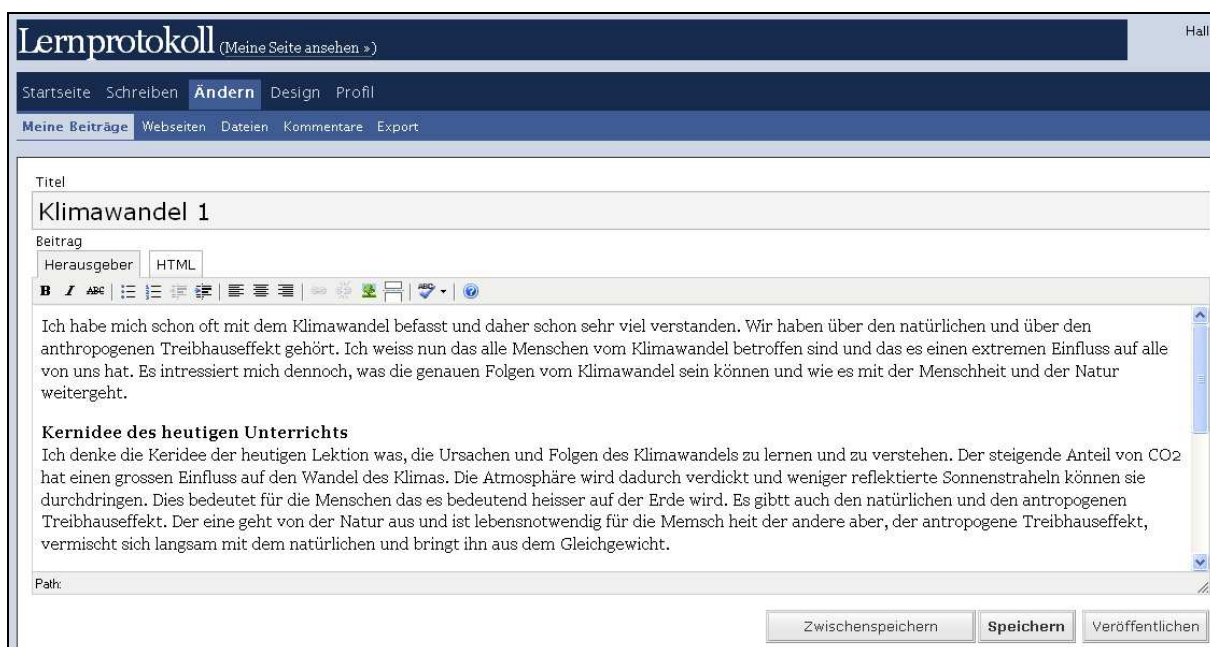 Lernprotokoll (Meine Seite ansehen »)
Hall
Startseite Schreiben Ändern Design Profil
Meine Beiträge Webseiten Dateien Kommentare Export
Titel
Klimawandel 1
Beitrag
Herausgeber HTML
B I ABC ABC
Ich habe mich schon oft mit dem Klimawandel befasst und daher schon sehr viel verstanden. Wir haben über den natürlichen und über den
anthropogenen Treibhauseffekt gehört. Ich weiss nun das alle Menschen vom Klimawandel betroffen sind und das es einen extremen Einfluss auf alle
von uns hat. Es intressiert mich dennoch, was die genauen Folgen vom Klimawandel sein können und wie es mit der Menschheit und der Natur
weitergeht.
Kernidee des heutigen Unterrichts
Ich denke die Keridee der heutigen Lektion was, die Ursachen und Folgen des Klimawandels zu lernen und zu verstehen. Der steigende Anteil von CO2
hat einen grossen Einfluss auf den Wandel des Klimas. Die Atmosphäre wird dadurch verdickt und weniger reflektierte Sonnenstraheln können sie
durchdringen. Dies bedeutet für die Menschen das es bedeutend heisser auf der Erde wird. Es gibtt auch den natürlichen und den antropogenen
Treibhauseffekt. Der eine geht von der Natur aus und ist lebensnotwendig für die Memsch heit der andere aber, der antropogene Treibhauseffekt,
vermischt sich langsam mit dem natürlichen und bringt ihn aus dem Gleichgewicht.
Path:
Zwischenspeichern Speichern Veröffentlichen